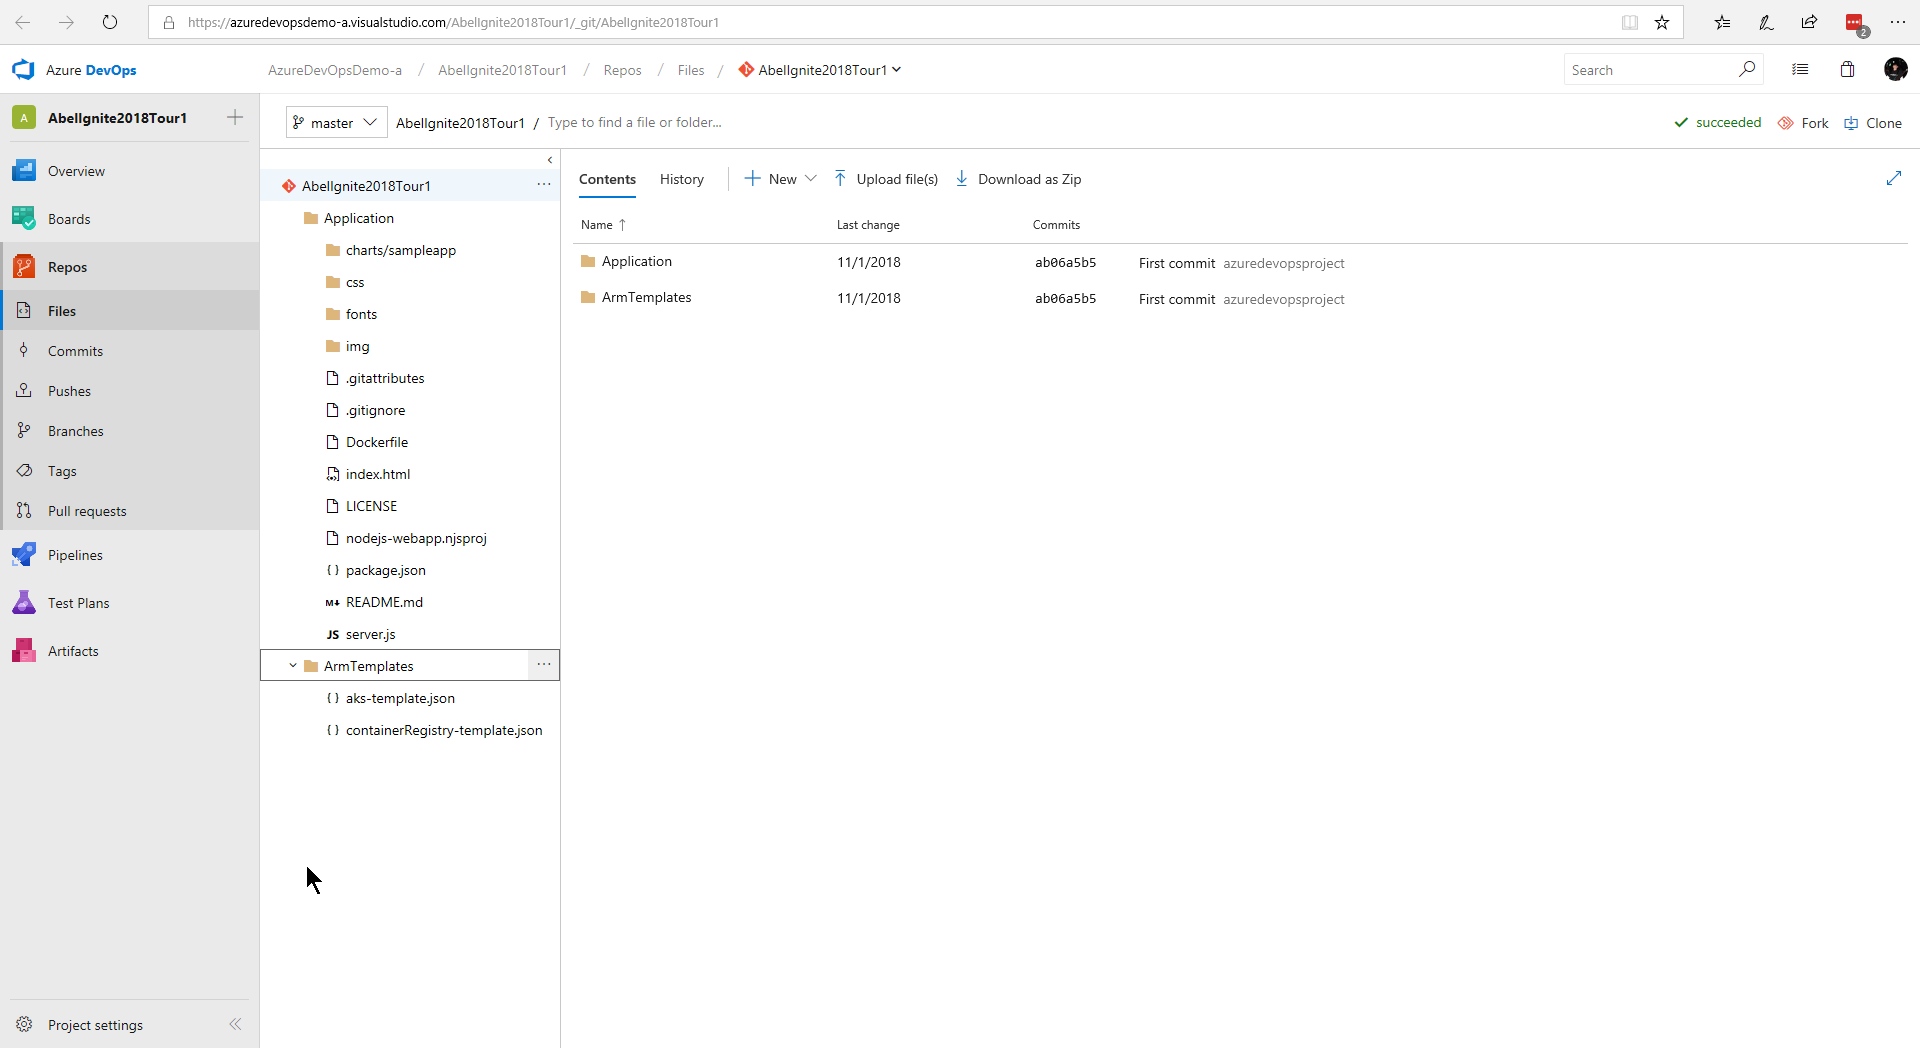 https://azuredevopsdemo-a.visualstudio.com/AbelIgnite2018Tour1/_git/AbelIgnite2018Tour1
2
Azure DevOps
AzureDevOpsDemo-a / AbelIgnite2018Tour1 / Repos / Files / AbelIgnite2018Tour1
Search
A AbelIgnite2018Tour1
master AbelIgnite2018Tour1 / Type to find a file or folder...
succeeded Fork Clone
Overview
Boards
Repos
Files
Commits
Pushes
Branches
Tags
Pull requests
Pipelines
Test Plans
Artifacts
Project settings
AbelIgnite2018Tour1
Application
charts/sampleapp
css
fonts
img
.gitattributes
.gitignore
Dockerfile
index.html
LICENSE
nodejs-webapp.njsproj
{ } package.json
M↓ README.md
JS server.js
ArmTemplates
{ } aks-template.json
{ } containerRegistry-template.json
Contents History New Upload file(s) Download as Zip
Name ↑ Last change Commits
Application 11/1/2018 ab06a5b5 First commit azuredevopsproject
ArmTemplates 11/1/2018 ab06a5b5 First commit azuredevopsproject